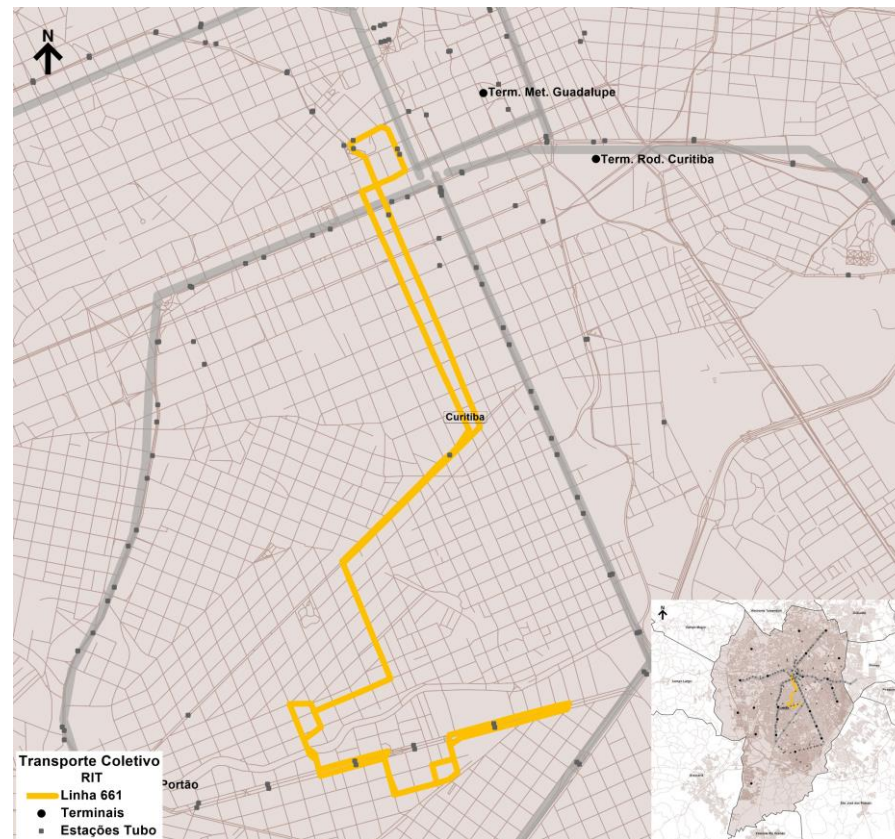 N
Term. Met. Guadalupe
Term. Rod. Curitiba
Curitiba
Portão
Transporte Coletivo
RIT
Linha 661
Terminais
Estações Tubo
N